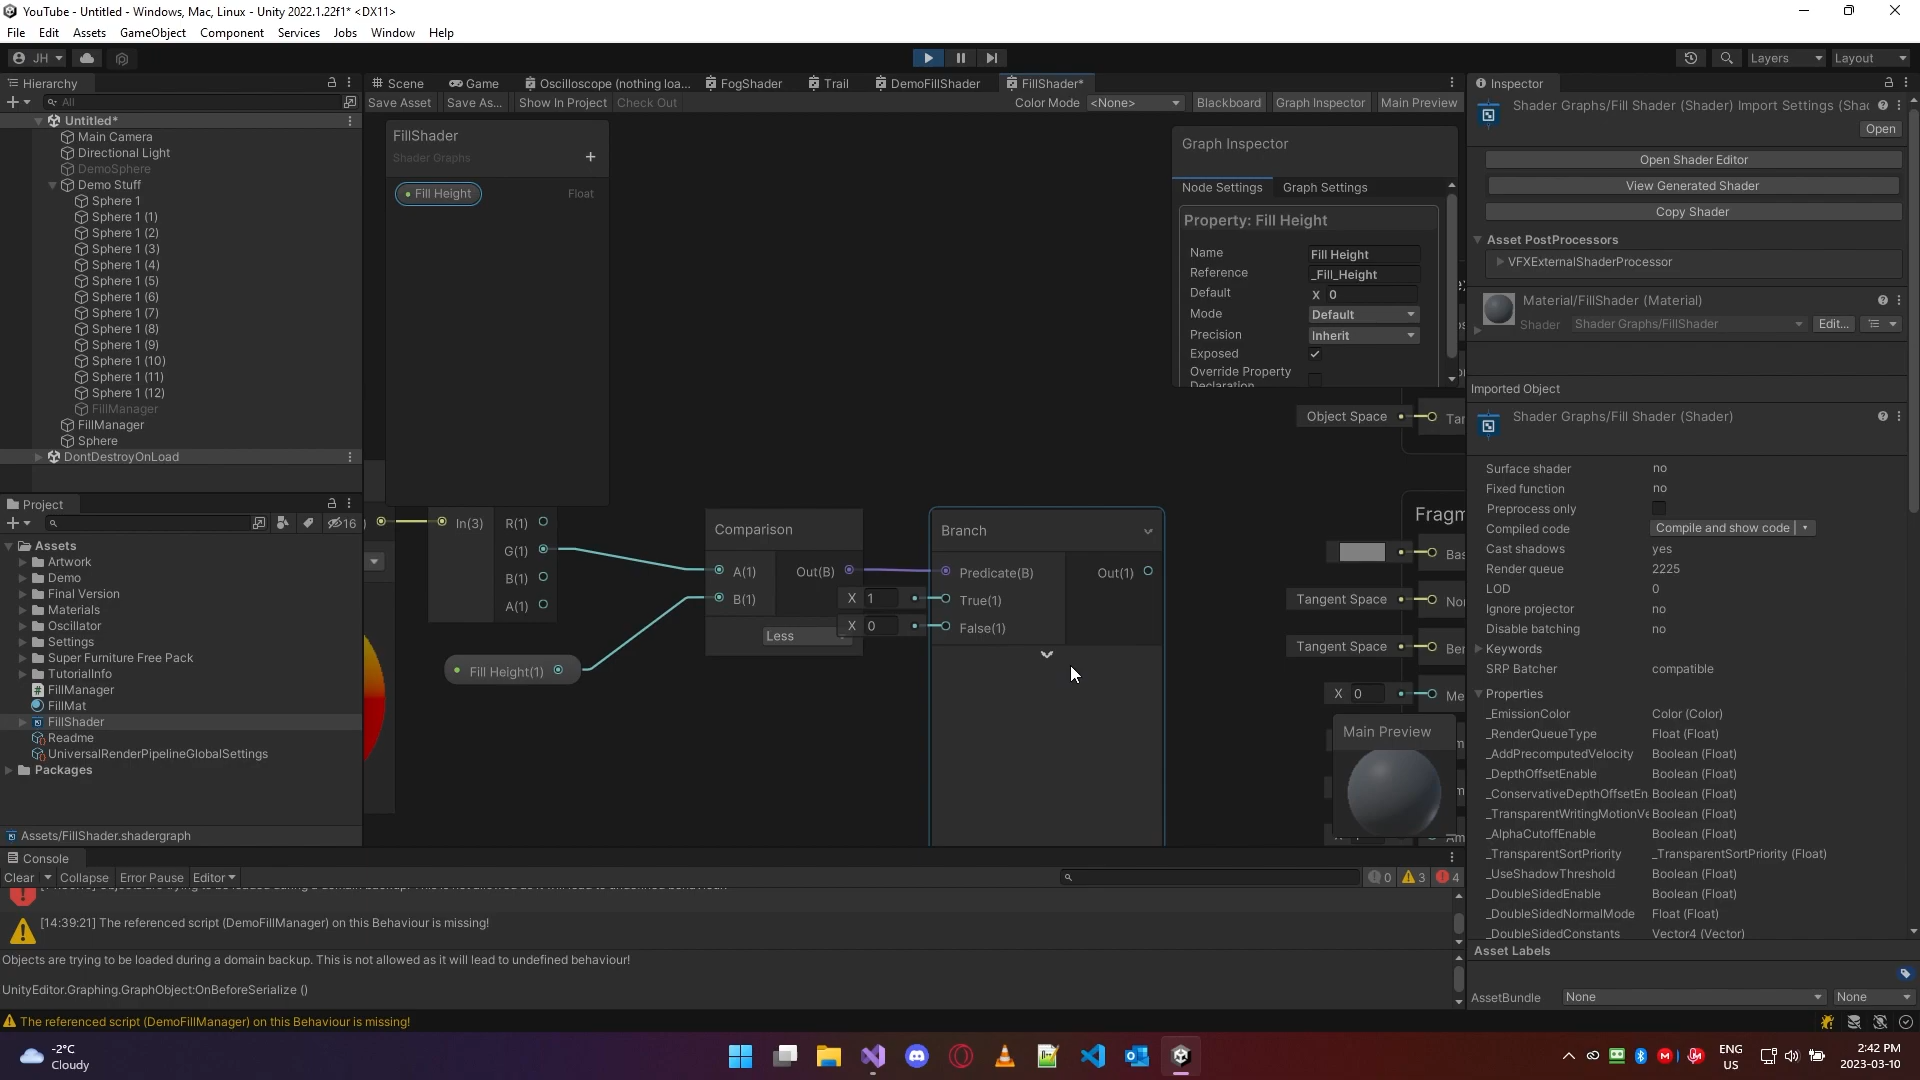 YouTube - Untitled - Windows, Mac, Linux - Unity 2022.1.22f1* <DX11>
File Edit Assets GameObject Component Services Jobs Window Help
JH Layers Layout
Hierarchy
All
Untitled*
Main Camera
Directional Light
DemoSphere
Demo Stuff
Sphere 1
Sphere 1 (1)
Sphere 1 (2)
Sphere 1 (3)
Sphere 1 (4)
Sphere 1 (5)
Sphere 1 (6)
Sphere 1 (7)
Sphere 1 (8)
Sphere 1 (9)
Sphere 1 (10)
Sphere 1 (11)
Sphere 1 (12)
FillManager
FillManager
Sphere
DontDestroyOnLoad
Project
16
Assets
Artwork
Demo
Final Version
Materials
Oscillator
Settings
Super Furniture Free Pack
TutorialInfo
FillManager
FillMat
FillShader
Readme
UniversalRenderPipelineGlobalSettings
Packages
Assets/FillShader.shadergraph
Scene Game Oscilloscope (nothing loa... FogShader Trail DemoFillShader FillShader*
Save Asset Save As... Show In Project Check Out Color Mode <None> Blackboard Graph Inspector Main Preview
FillShader
Shader Graphs
+
Fill Height Float
In(3)
R(1)
G(1)
B(1)
A(1)
Fill Height(1)
Comparison
A(1) Out(B)
B(1)
Less
Branch
Predicate(B) Out(1)
X 1 True(1)
X 0 False(1)
Graph Inspector
Node Settings Graph Settings
Property: Fill Height
Name Fill Height
Reference _Fill_Height
Default X 0
Mode Default
Precision Inherit
Exposed
Override Property
Declaration
Object Space Ta
Fragm
Bas
Tangent Space No
Tangent Space Ber
X 0 Me
Main Preview
Inspector
Shader Graphs/Fill Shader (Shader) Import Settings (Shac
Open
Open Shader Editor
View Generated Shader
Copy Shader
Asset PostProcessors
VFXExternalShaderProcessor
Material/FillShader (Material)
Shader Shader Graphs/FillShader Edit...
Imported Object
Shader Graphs/Fill Shader (Shader)
Surface shader no
Fixed function no
Preprocess only
Compiled code Compile and show code
Cast shadows yes
Render queue 2225
LOD 0
Ignore projector no
Disable batching no
Keywords
SRP Batcher compatible
Properties
_EmissionColor Color (Color)
_RenderQueueType Float (Float)
_AddPrecomputedVelocity Boolean (Float)
_DepthOffsetEnable Boolean (Float)
_ConservativeDepthOffsetEn Boolean (Float)
_TransparentWritingMotionVe Boolean (Float)
_AlphaCutoffEnable Boolean (Float)
_TransparentSortPriority _TransparentSortPriority (Float)
_UseShadowThreshold Boolean (Float)
_DoubleSidedEnable Boolean (Float)
_DoubleSidedNormalMode Float (Float)
_DoubleSidedConstants Vector4 (Vector)
Asset Labels
AssetBundle None None
Console
Clear Collapse Error Pause Editor 0 3 4
[14:39:21] The referenced script (DemoFillManager) on this Behaviour is missing!
Objects are trying to be loaded during a domain backup. This is not allowed as it will lead to undefined behaviour!
UnityEditor.Graphing.GraphObject:OnBeforeSerialize ()
The referenced script (DemoFillManager) on this Behaviour is missing!
-2°C
Cloudy
ENG
US
2:42 PM
2023-03-10